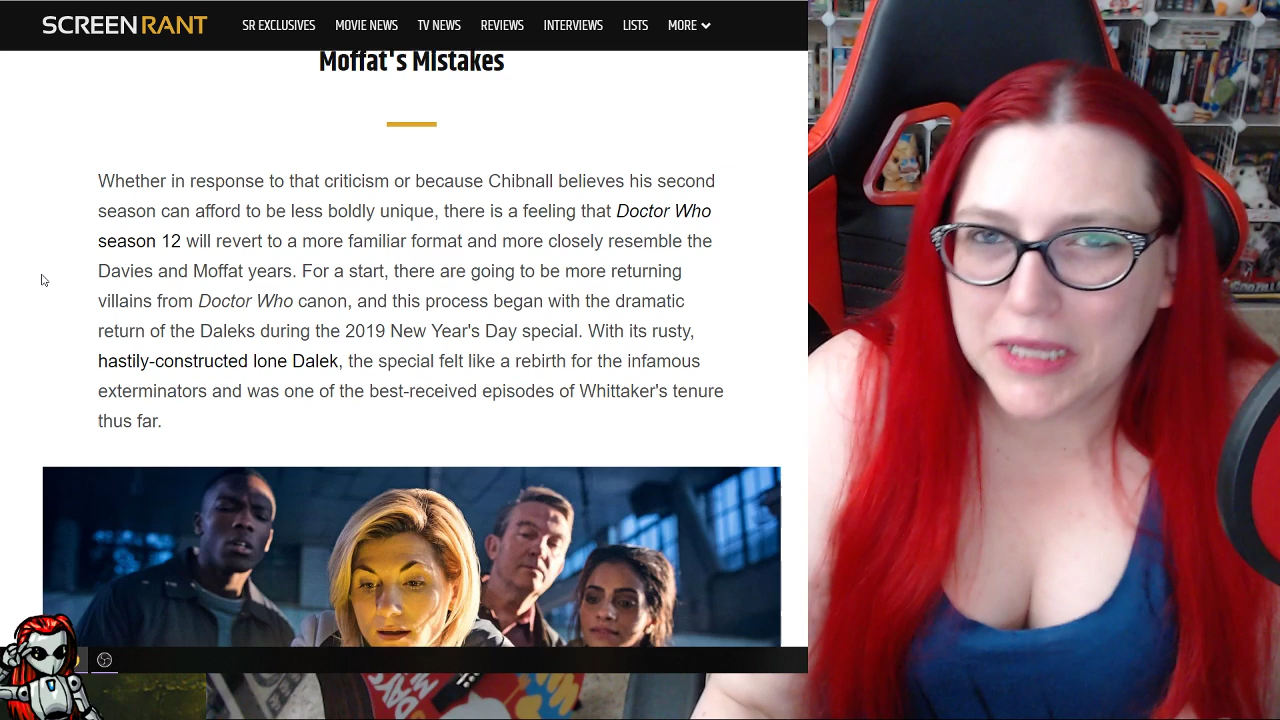 SCREENRANT SR EXCLUSIVES MOVIE NEWS TV NEWS REVIEWS INTERVIEWS LISTS MORE
Moffat's Mistakes
Whether in response to that criticism or because Chibnall believes his second
season can afford to be less boldly unique, there is a feeling that Doctor Who
season 12 will revert to a more familiar format and more closely resemble the
Davies and Moffat years. For a start, there are going to be more returning
villains from Doctor Who canon, and this process began with the dramatic
return of the Daleks during the 2019 New Year's Day special. With its rusty,
hastily-constructed lone Dalek, the special felt like a rebirth for the infamous
exterminators and was one of the best-received episodes of Whittaker's tenure
thus far.